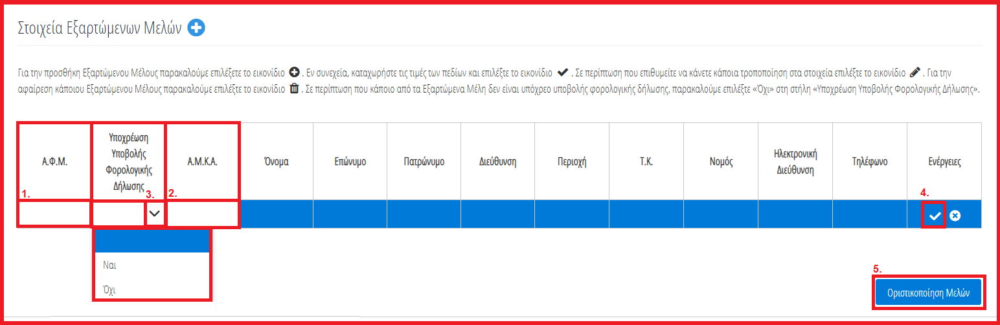 Στοιχεία Εξαρτώμενων Μελών
Για την προσθήκη Εξαρτώμενου Μέλους παρακαλούμε επιλέξετε το εικονίδιο . Εν συνεχεία, καταχωρήστε τις τιμές των πεδίων και επιλέξτε το εικονίδιο . Σε περίπτωση που επιθυμείτε να κάνετε κάποια τροποποίηση στα στοιχεία επιλέξτε το εικονίδιο . Για την
αφαίρεση κάποιου Εξαρτώμενου Μέλους παρακαλούμε επιλέξτε το εικονίδιο . Σε περίπτωση που κάποιο από τα Εξαρτώμενα Μέλη δεν είναι υπόχρεο υποβολής φορολογικής δήλωσης, παρακαλούμε επιλέξτε «Όχι» στη στήλη «Υποχρέωση Υποβολής Φορολογικής Δήλωσης».
Α.Φ.Μ.
Υποχρέωση
Υποβολής
Φορολογικής
Δήλωσης
Α.Μ.Κ.Α.
Όνομα
Επώνυμο
Πατρώνυμο
Διεύθυνση
Περιοχή
Τ.Κ.
Νομός
Ηλεκτρονική
Διεύθυνση
Τηλέφωνο
Ενέργειες
1.
3.
2.
4.
Ναι
Όχι
5.
Οριστικοποίηση Μελών